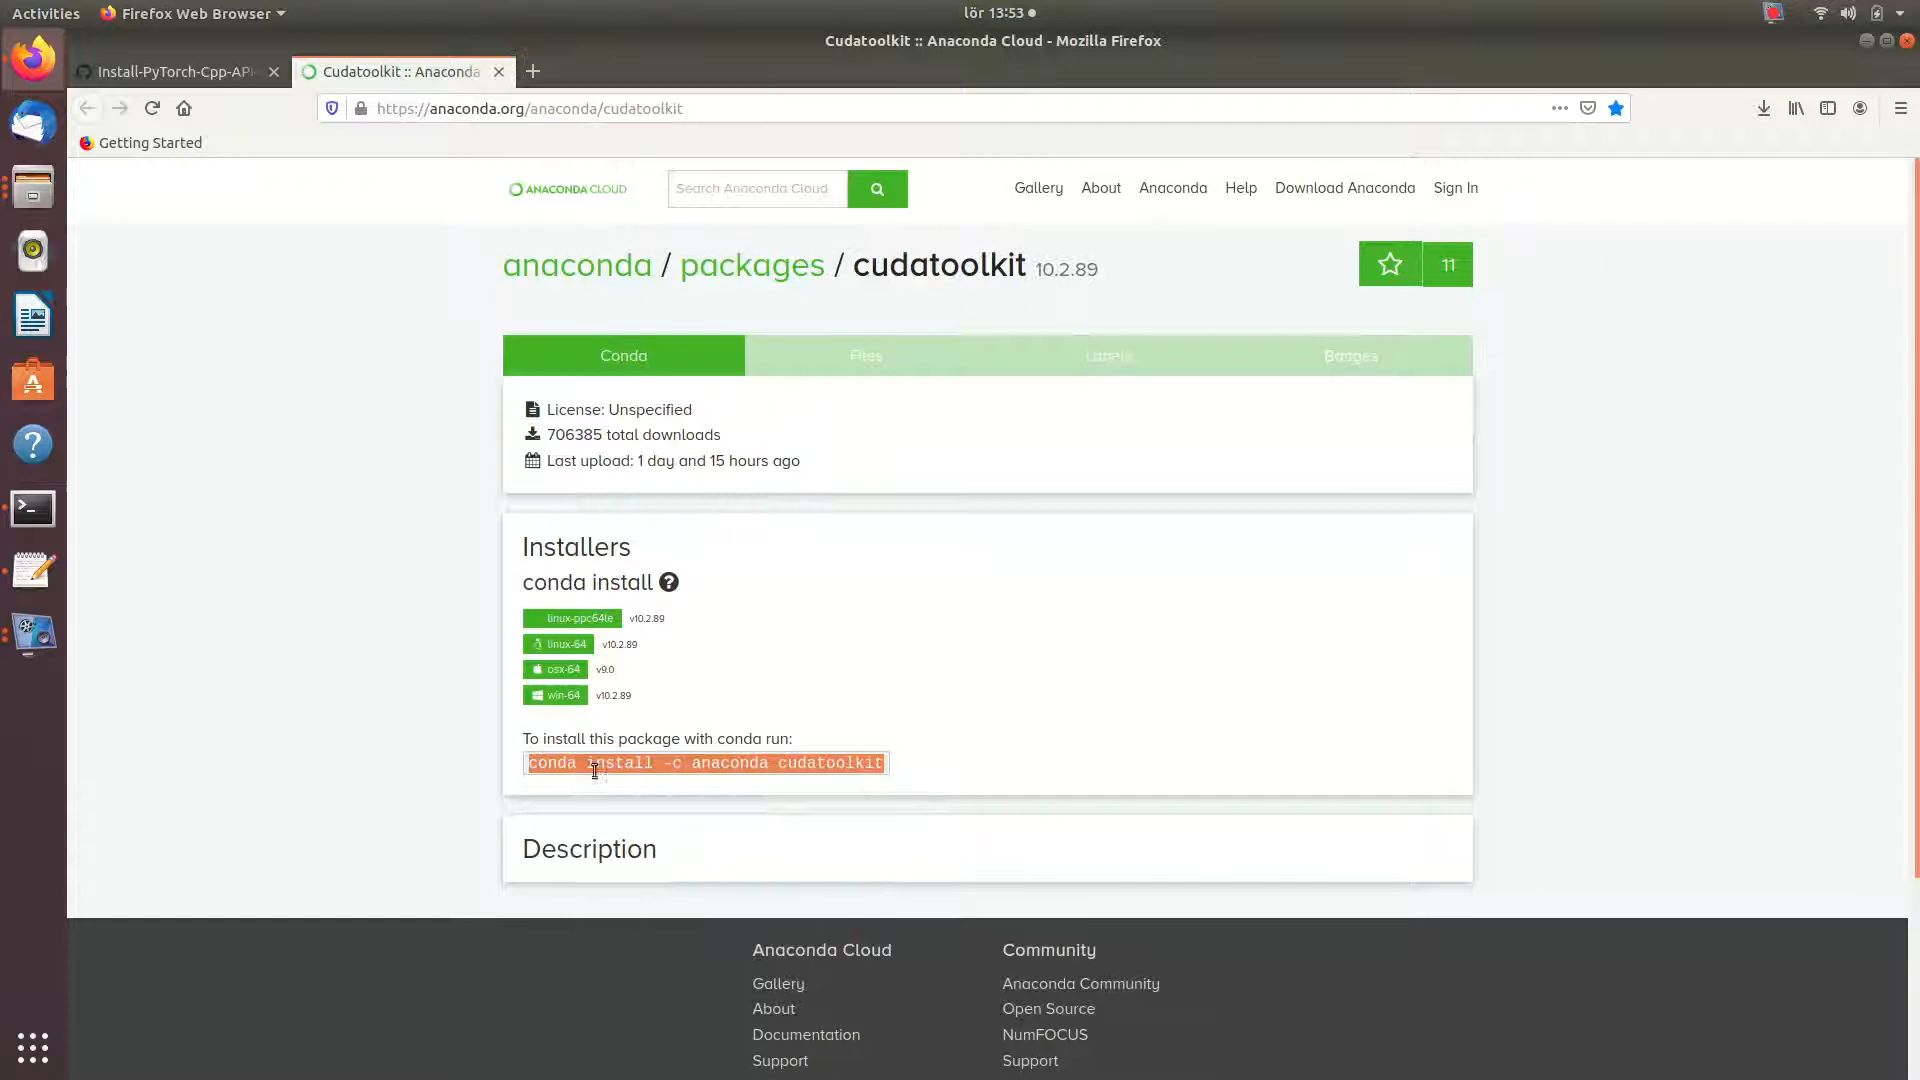 Activities
Firefox Web Browser
lör 13:53
Cudatoolkit :: Anaconda Cloud - Mozilla Firefox
Install-PyTorch-Cpp-API
Cudatoolkit :: Anaconda
https://anaconda.org/anaconda/cudatoolkit
Getting Started
ANACONDA CLOUD
Search Anaconda Cloud
Gallery
About
Anaconda
Help
Download Anaconda
Sign In
anaconda / packages / cudatoolkit 10.2.89
11
Conda
Files
Labels
Badges
License: Unspecified
706385 total downloads
Last upload: 1 day and 15 hours ago
Installers
conda install ?
linux-ppc64le v10.2.89
linux-64 v10.2.89
osx-64 v9.0
win-64 v10.2.89
To install this package with conda run:
conda install -c anaconda cudatoolkit
Description
Anaconda Cloud
Gallery
About
Documentation
Support
Community
Anaconda Community
Open Source
NumFOCUS
Support